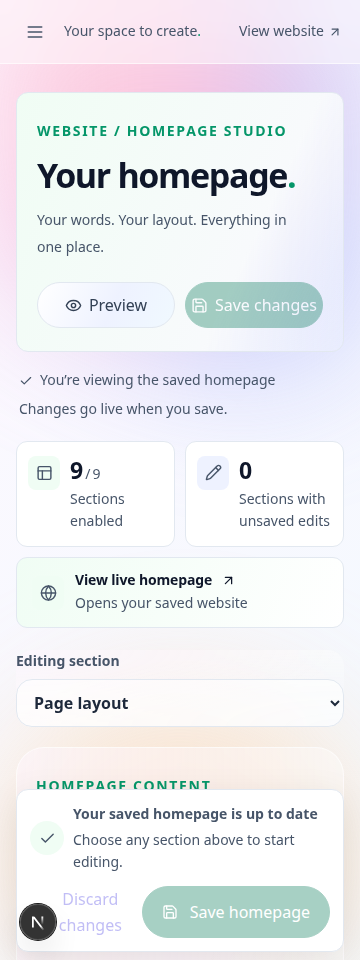 Your space to create.
View website
WEBSITE / HOMEPAGE STUDIO
Your homepage.
Your words. Your layout. Everything in
one place.
Preview
Save changes
You’re viewing the saved homepage
Changes go live when you save.
9 / 9
Sections
enabled
0
Sections with
unsaved edits
View live homepage
Opens your saved website
Editing section
Page layout
HOMEPAGE CONTENT
Your saved homepage is up to date
Choose any section above to start
editing.
Discard
changes
Save homepage
N